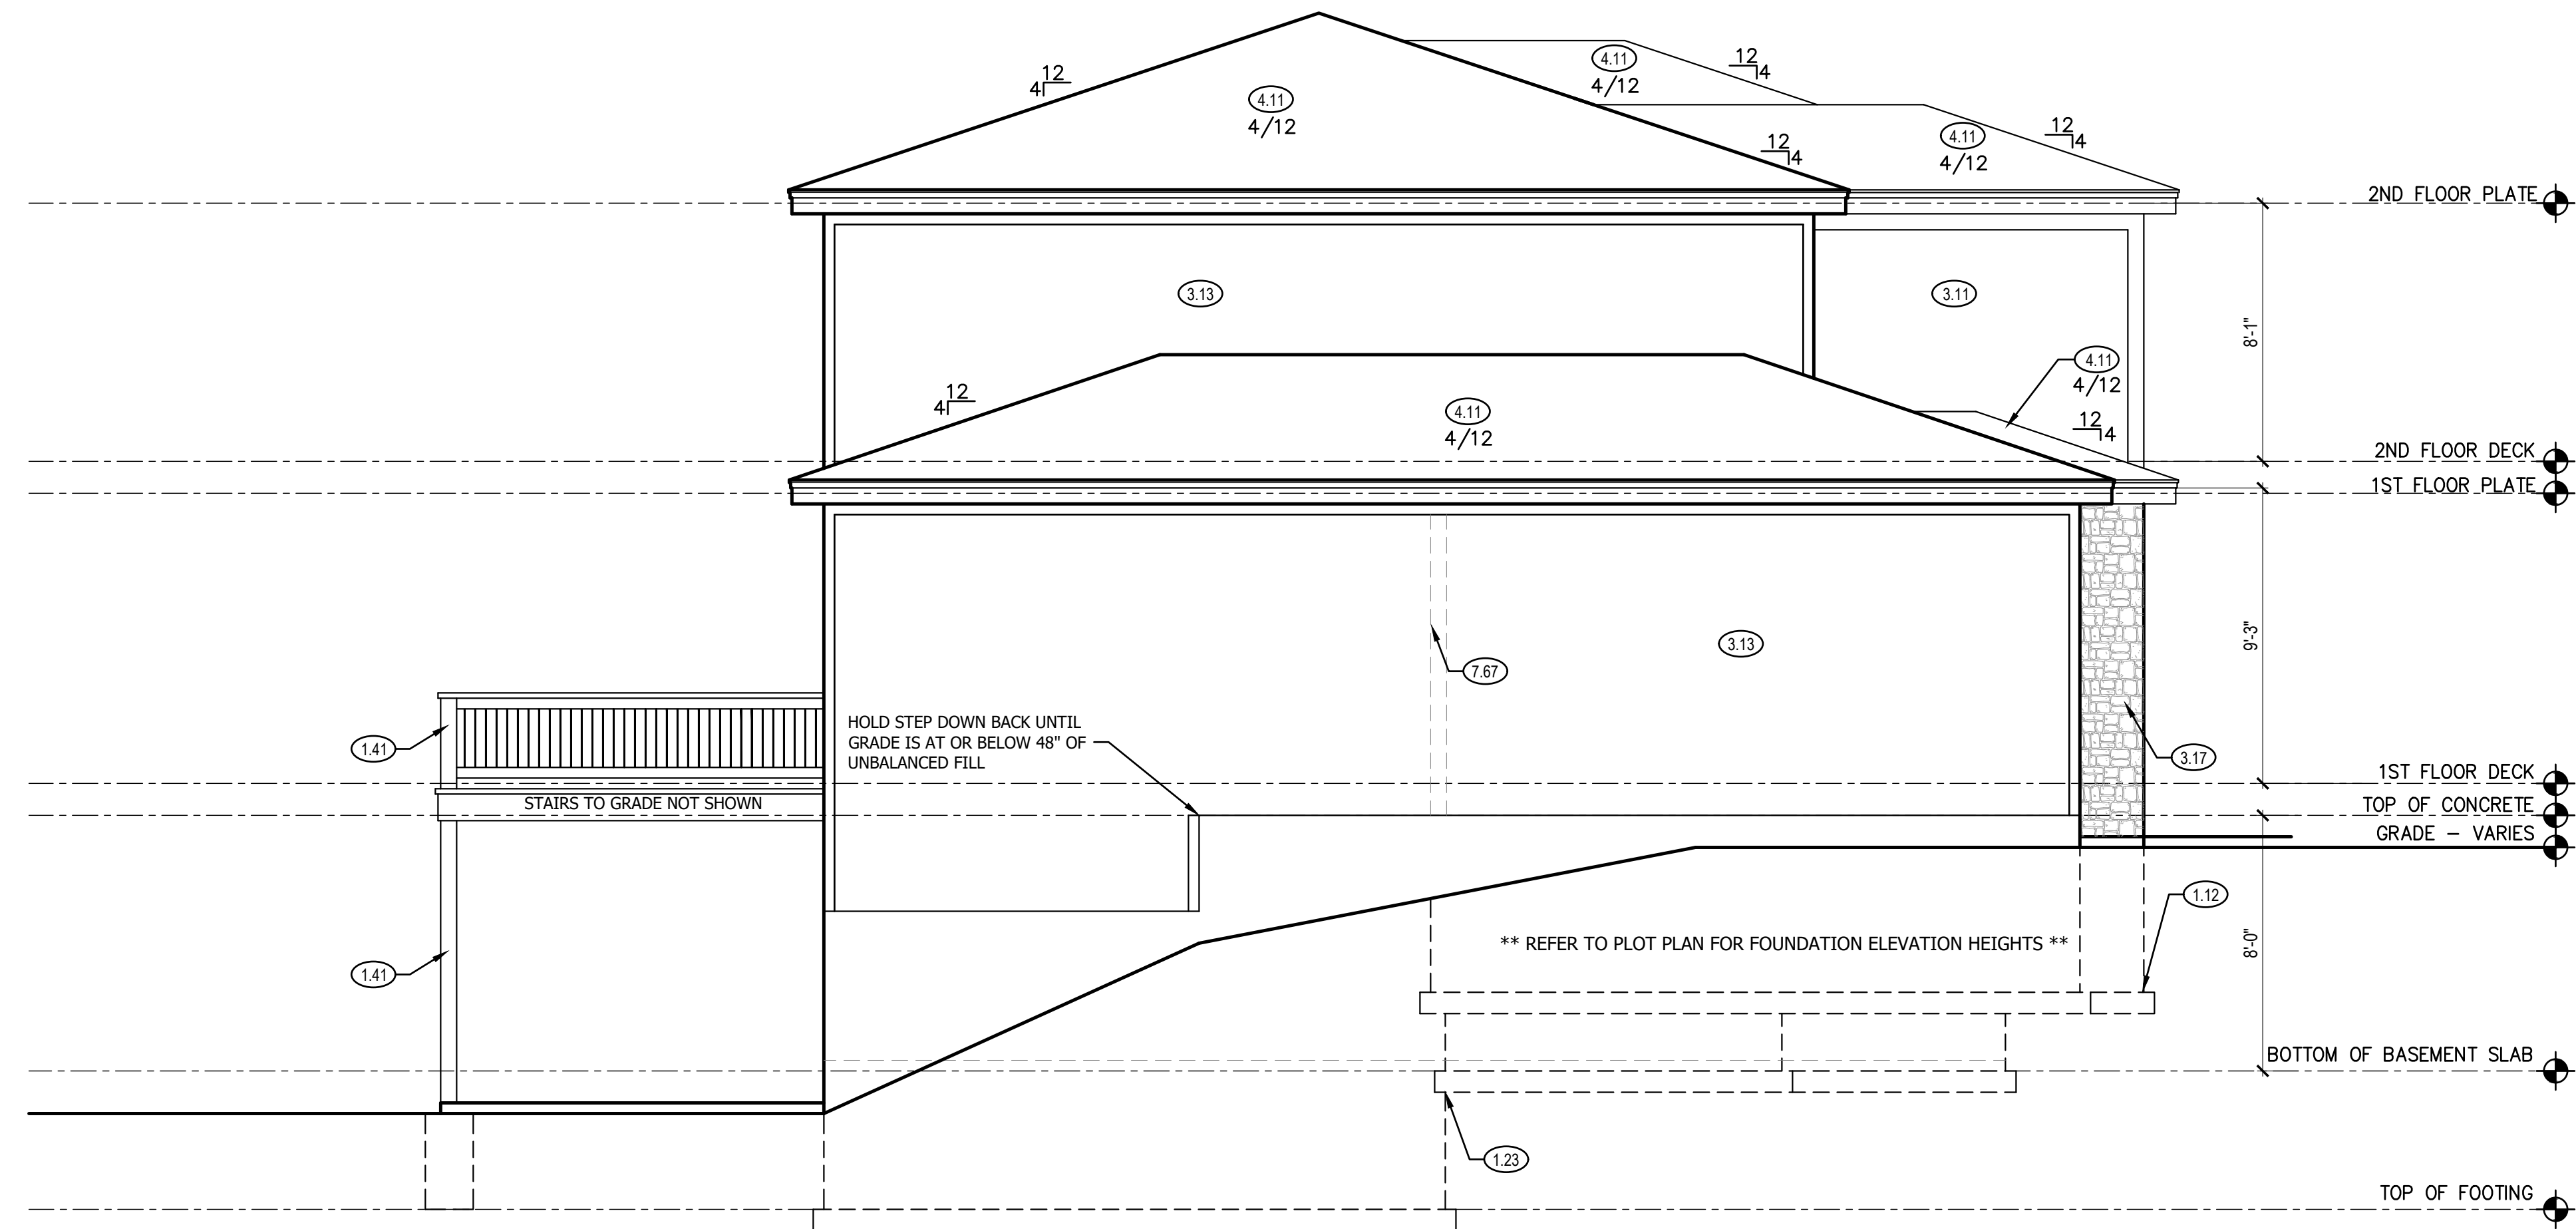 12
4
4.11
4/12
4.11
4/12
12
4
12
4
4.11
4/12
12
4
2ND FLOOR PLATE
3.13
3.11
8'-1"
12
4
4.11
4/12
4.11
4/12
12
4
2ND FLOOR DECK
1ST FLOOR PLATE
3.13
7.67
9'-3"
HOLD STEP DOWN BACK UNTIL
GRADE IS AT OR BELOW 48" OF
UNBALANCED FILL
1.41
3.17
STAIRS TO GRADE NOT SHOWN
1ST FLOOR DECK
TOP OF CONCRETE
GRADE - VARIES
1.12
** REFER TO PLOT PLAN FOR FOUNDATION ELEVATION HEIGHTS **
8'-0"
1.41
BOTTOM OF BASEMENT SLAB
1.23
TOP OF FOOTING